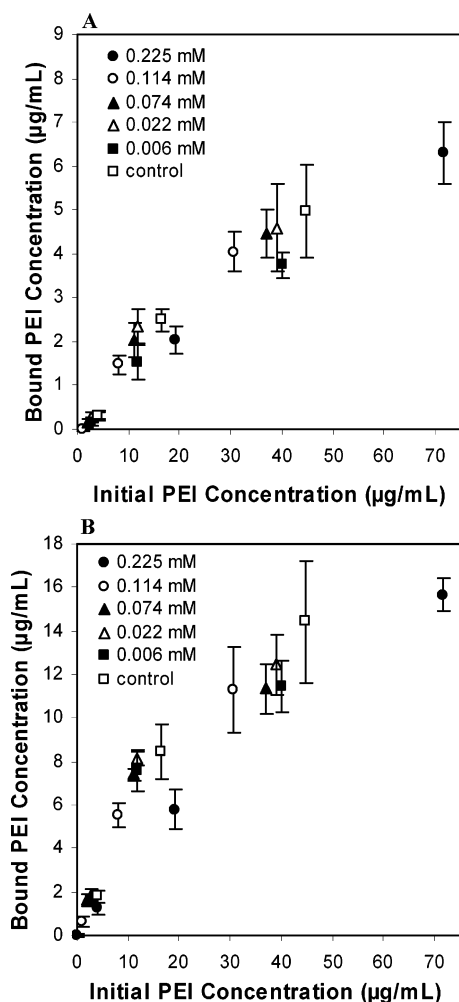 A
Bound PEI Concentration (µg/mL)
9
8
7
6
5
4
3
2
1
0
0.225 mM
0.114 mM
0.074 mM
0.022 mM
0.006 mM
control
0 10 20 30 40 50 60 70
Initial PEI Concentration (µg/mL)
B
Bound PEI Concentration (µg/mL)
18
16
14
12
10
8
6
4
2
0
0.225 mM
0.114 mM
0.074 mM
0.022 mM
0.006 mM
control
0 10 20 30 40 50 60 70
Initial PEI Concentration (µg/mL)